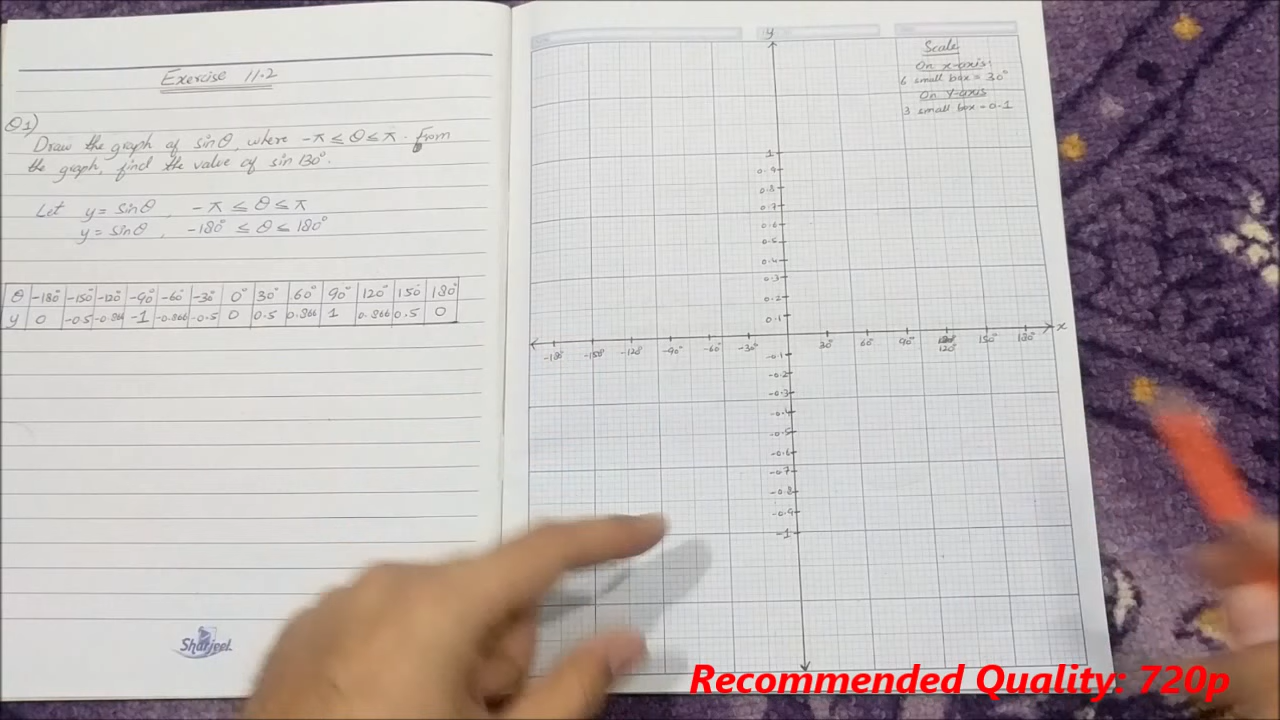 Exercise 11.2
Q1)
Draw the graph of sinθ, where -π ≤ θ ≤ π. From
the graph, find the value of sin 130°.
Let y = sinθ , -π ≤ θ ≤ π
y = sinθ , -180° ≤ θ ≤ 180°
θ -180° -150° -120° -90° -60° -30° 0° 30° 60° 90° 120° 150° 180°
y 0 -0.5 -0.866 -1 -0.866 -0.5 0 0.5 0.866 1 0.866 0.5 0
Sharjeel
y
Scale
On x-axis:
6 small box = 30°
On Y-axis
3 small box = 0.1
1
0.9
0.8
0.7
0.6
0.5
0.4
0.3
0.2
0.1
x
-180° -150° -120° -90° -60° -30° 30° 60° 90° 120° 150° 180°
-0.1
-0.2
-0.3
-0.4
-0.5
-0.6
-0.7
-0.8
-0.9
-1
Recommended Quality: 720p